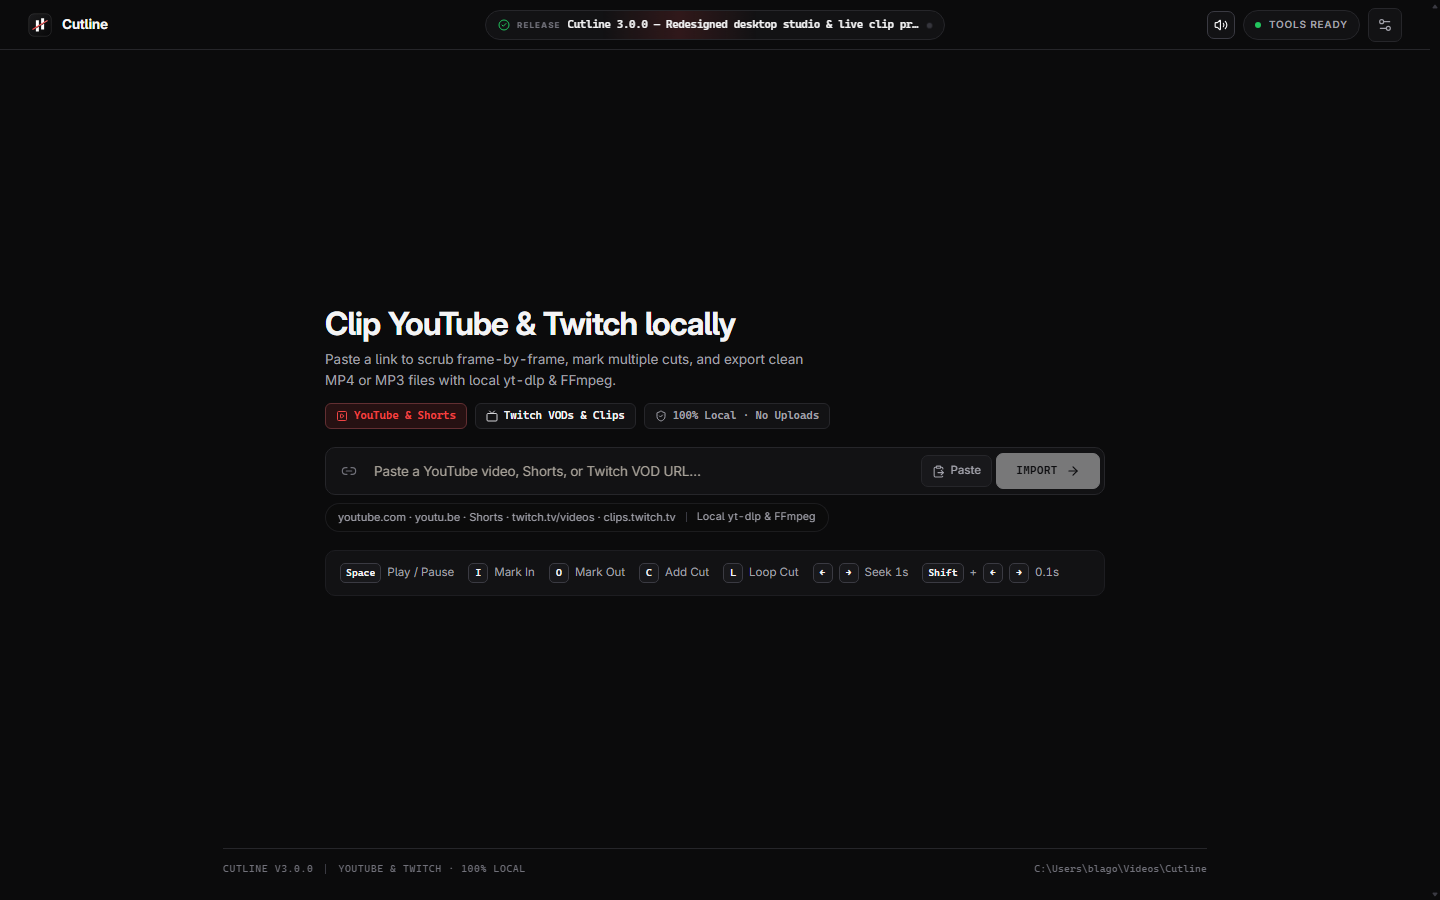 Cutline
RELEASE Cutline 3.0.0 — Redesigned desktop studio & live clip pr…
TOOLS READY
Clip YouTube & Twitch locally
Paste a link to scrub frame-by-frame, mark multiple cuts, and export clean
MP4 or MP3 files with local yt-dlp & FFmpeg.
YouTube & Shorts
Twitch VODs & Clips
100% Local · No Uploads
Paste a YouTube video, Shorts, or Twitch VOD URL...
Paste
IMPORT →
youtube.com · youtu.be · Shorts · twitch.tv/videos · clips.twitch.tv | Local yt-dlp & FFmpeg
Space Play / Pause I Mark In O Mark Out C Add Cut L Loop Cut ← → Seek 1s Shift + ← → 0.1s
CUTLINE V3.0.0 | YOUTUBE & TWITCH · 100% LOCAL
C:\Users\blago\Videos\Cutline